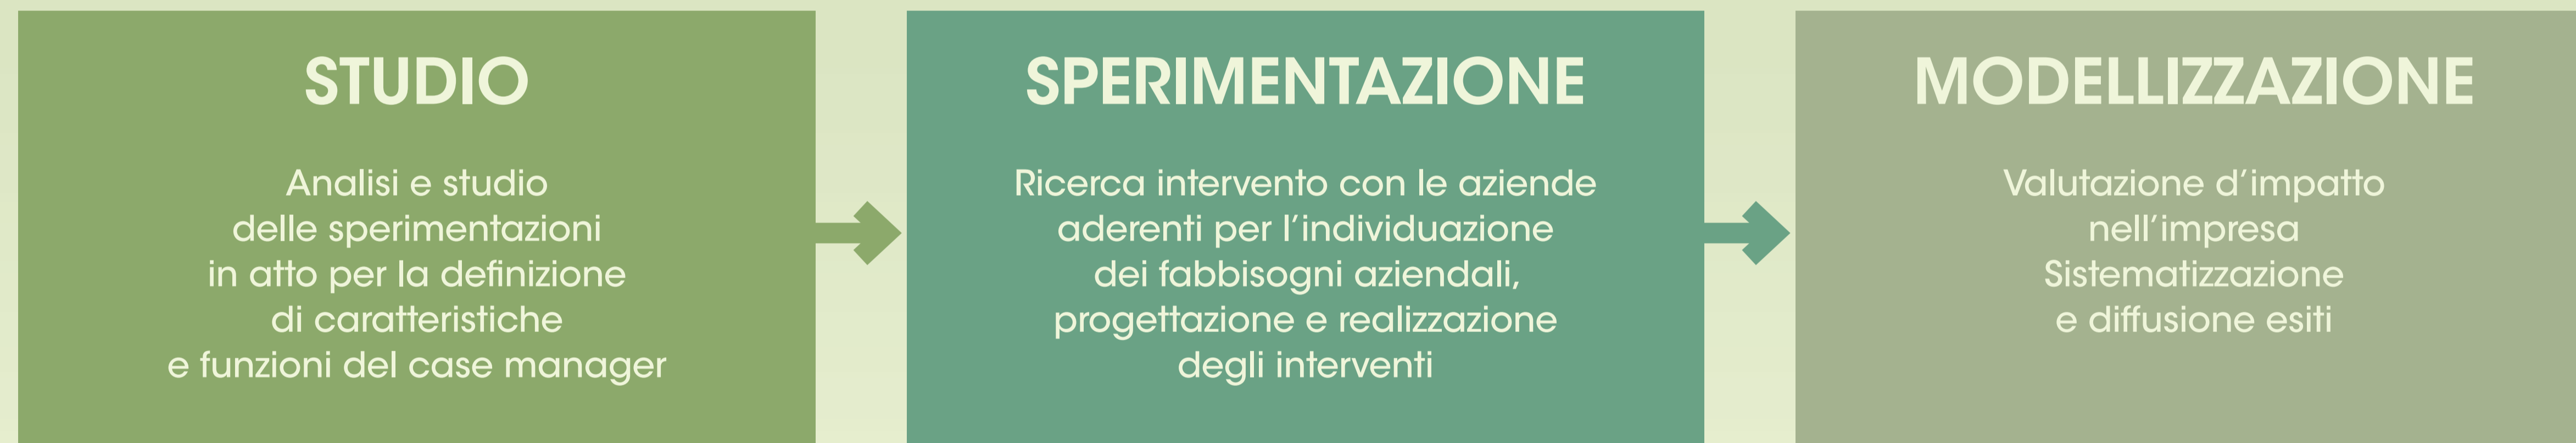 STUDIO
Analisi e studio
delle sperimentazioni
in atto per la definizione
di caratteristiche
e funzioni del case manager
SPERIMENTAZIONE
Ricerca intervento con le aziende
aderenti per l'individuazione
dei fabbisogni aziendali,
progettazione e realizzazione
degli interventi
MODELLIZZAZIONE
Valutazione d'impatto
nell'impresa
Sistematizzazione
e diffusione esiti